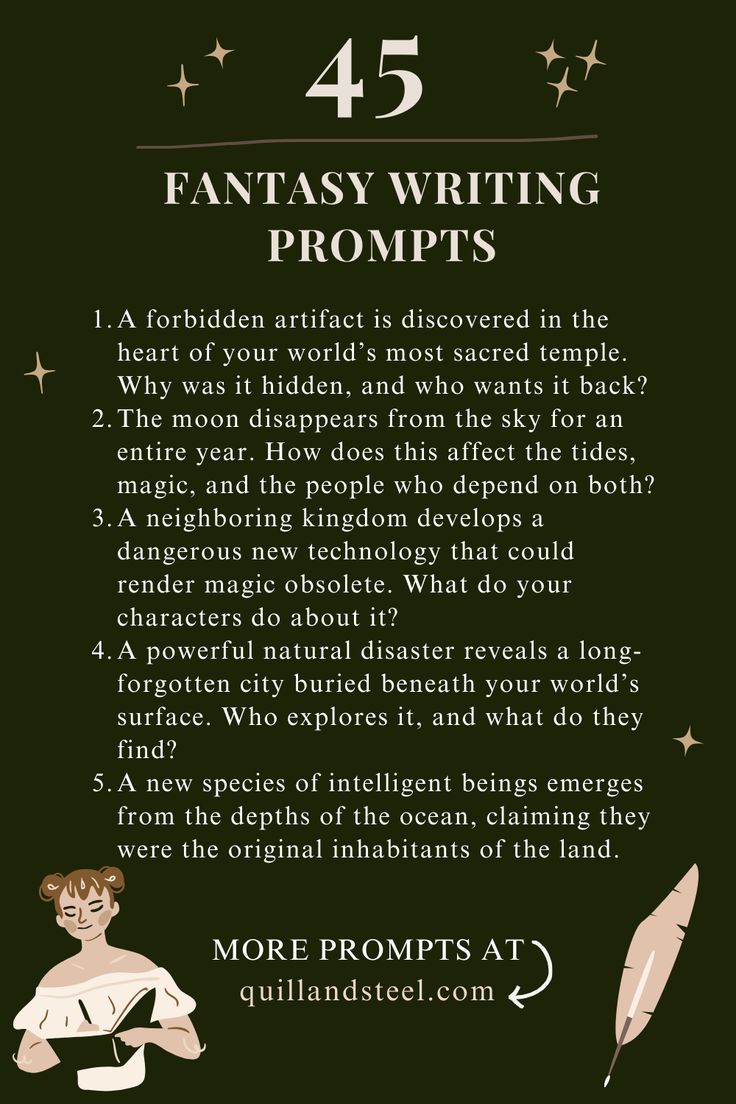 45
FANTASY WRITING
PROMPTS
1. A forbidden artifact is discovered in the
heart of your world’s most sacred temple.
Why was it hidden, and who wants it back?
2. The moon disappears from the sky for an
entire year. How does this affect the tides,
magic, and the people who depend on both?
3. A neighboring kingdom develops a
dangerous new technology that could
render magic obsolete. What do your
characters do about it?
4. A powerful natural disaster reveals a long-
forgotten city buried beneath your world’s
surface. Who explores it, and what do they
find?
5. A new species of intelligent beings emerges
from the depths of the ocean, claiming they
were the original inhabitants of the land.
MORE PROMPTS AT
quillandsteel.com